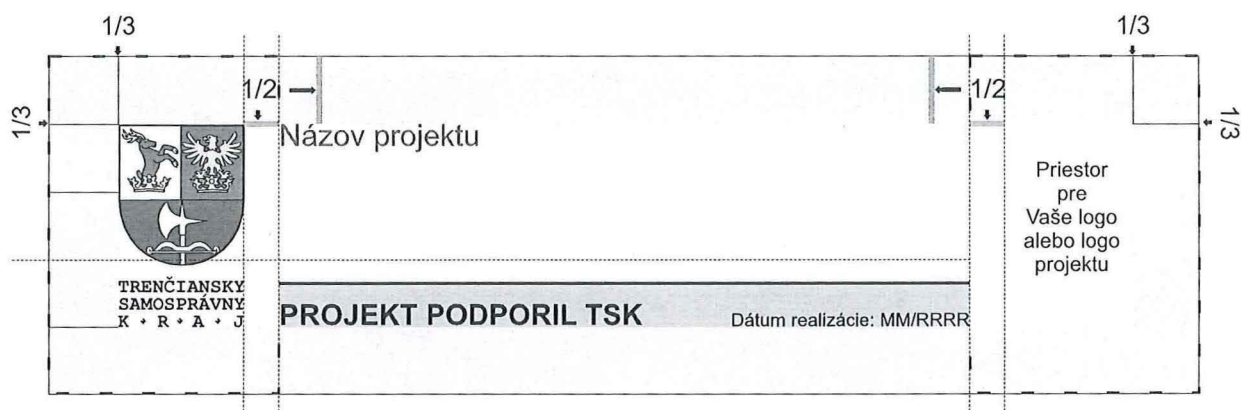 1/3
1/3
1/2
1/2
1/3
1/3
Názov projektu
Priestor
pre
Vaše logo
alebo logo
projektu
TRENČIANSKY
SAMOSPRÁVNY
K • R • A • J
PROJEKT PODPORIL TSK
Dátum realizácie: MM/RRRR